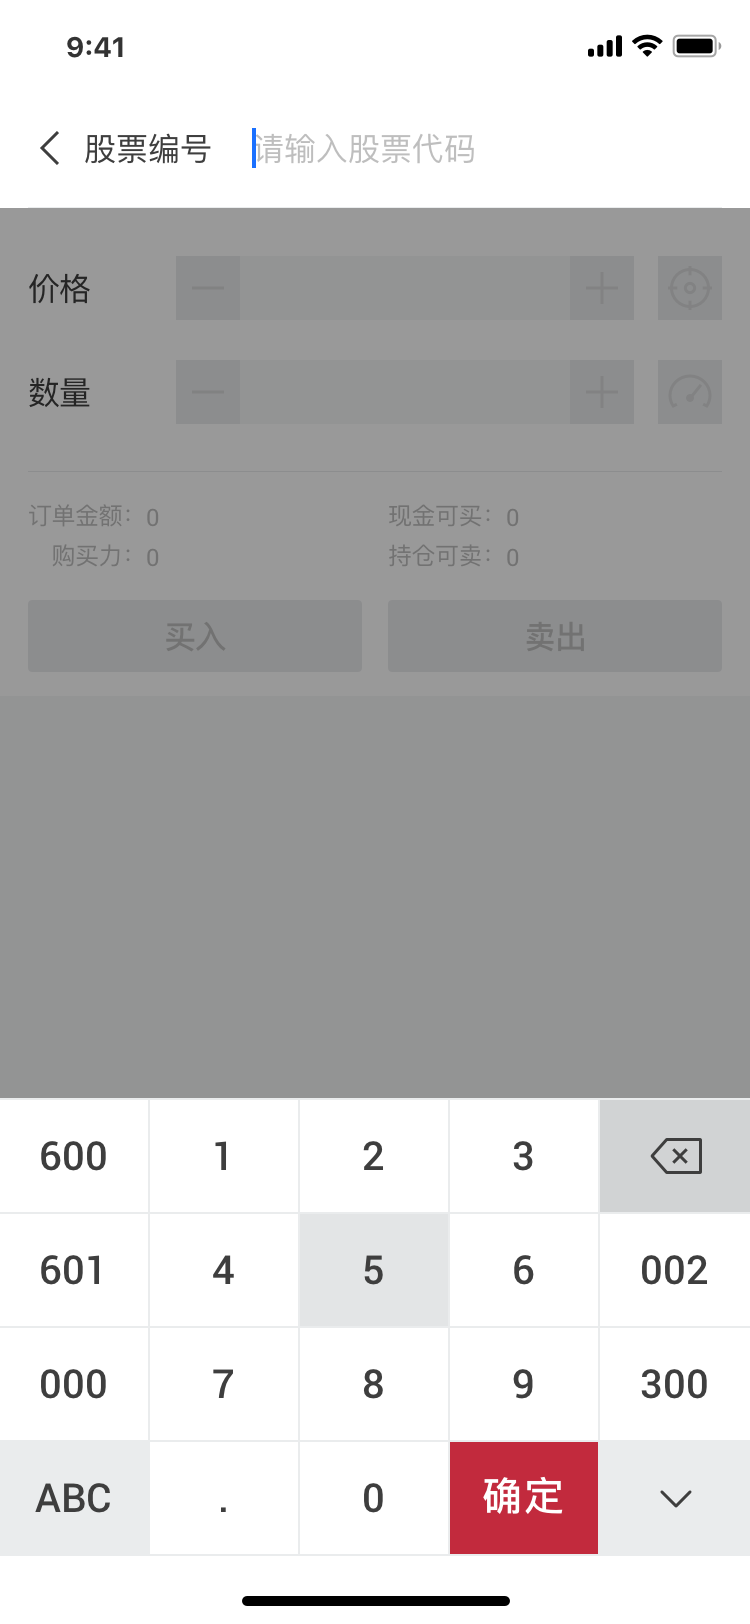 9:41
股票编号 请输入股票代码
价格
数量
订单金额：0 现金可买：0
购买力：0 持仓可卖：0
买入 卖出
600 1 2 3
601 4 5 6 002
000 7 8 9 300
ABC . 0 确定